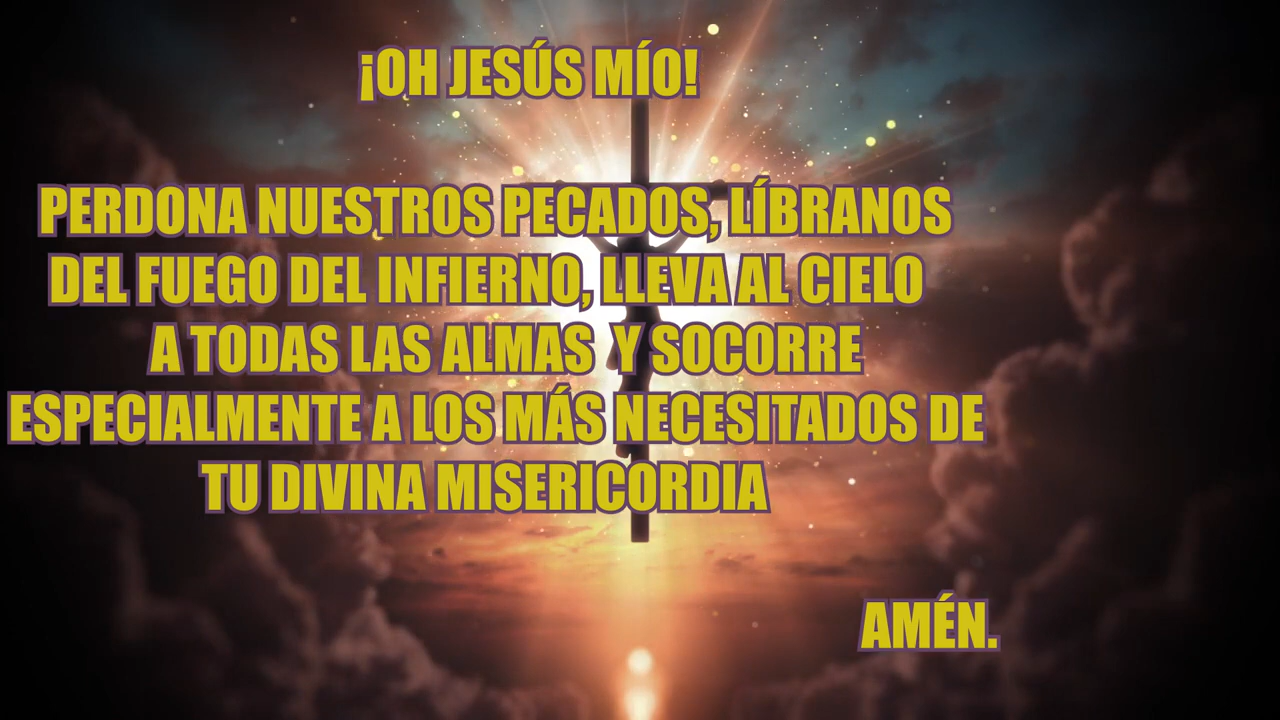 ¡OH JESÚS MÍO!
PERDONA NUESTROS PECADOS, LÍBRANOS
DEL FUEGO DEL INFIERNO, LLEVA AL CIELO
A TODAS LAS ALMAS Y SOCORRE
ESPECIALMENTE A LOS MÁS NECESITADOS DE
TU DIVINA MISERICORDIA
AMÉN.